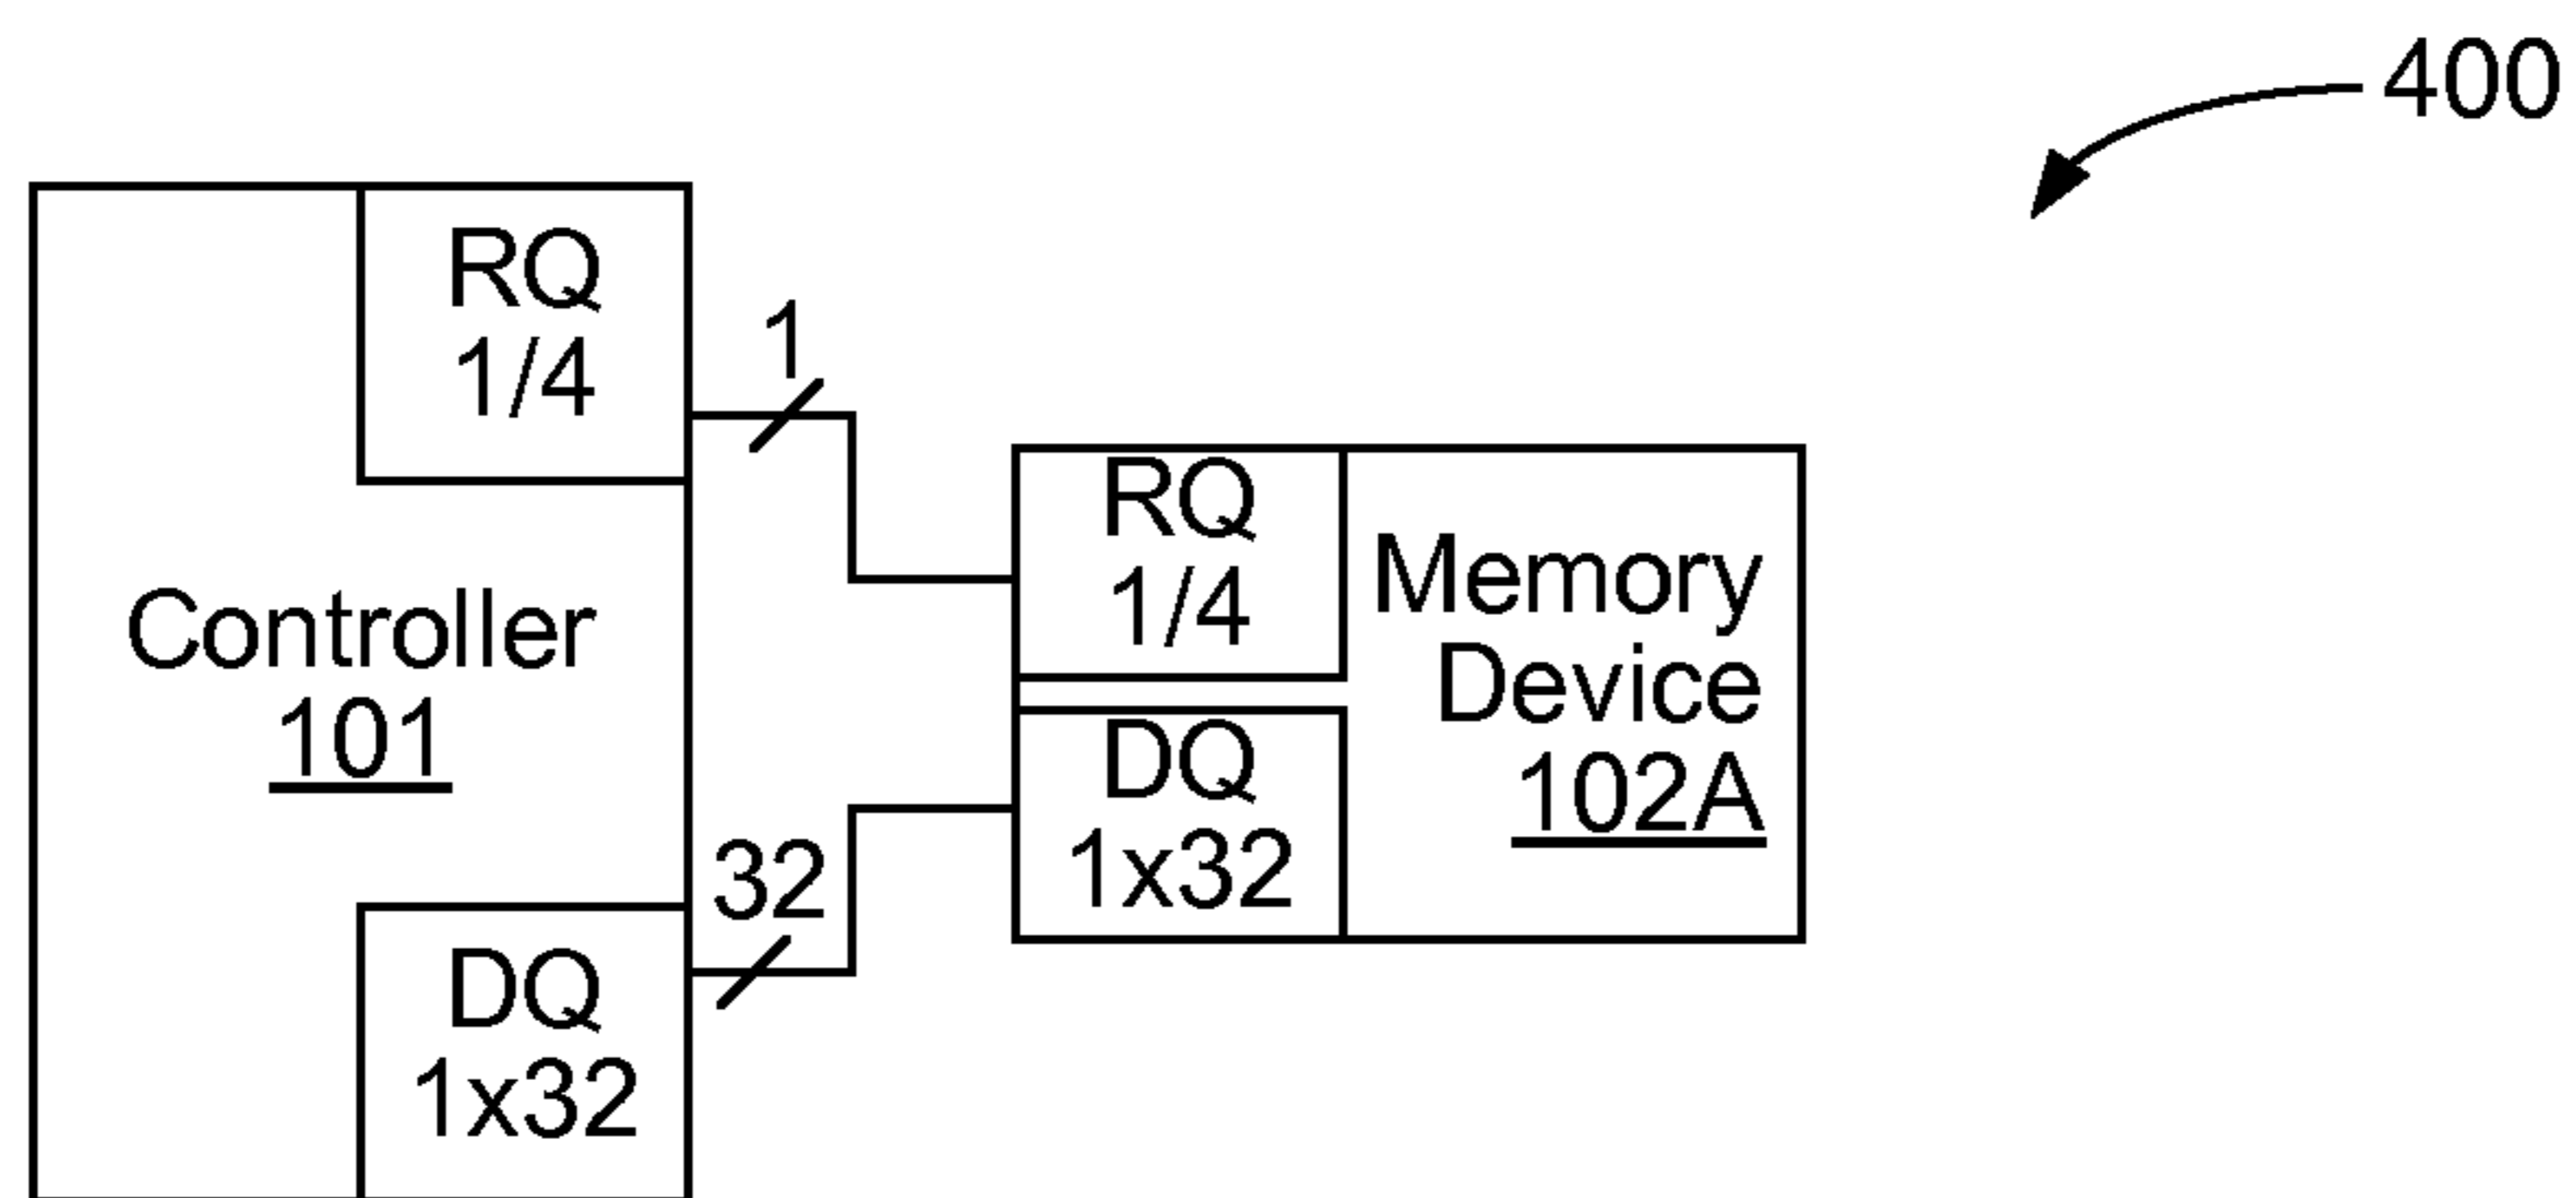 400
RQ
1/4
1
Controller
101
32
DQ
1x32
RQ
1/4
DQ
1x32
Memory
Device
102A